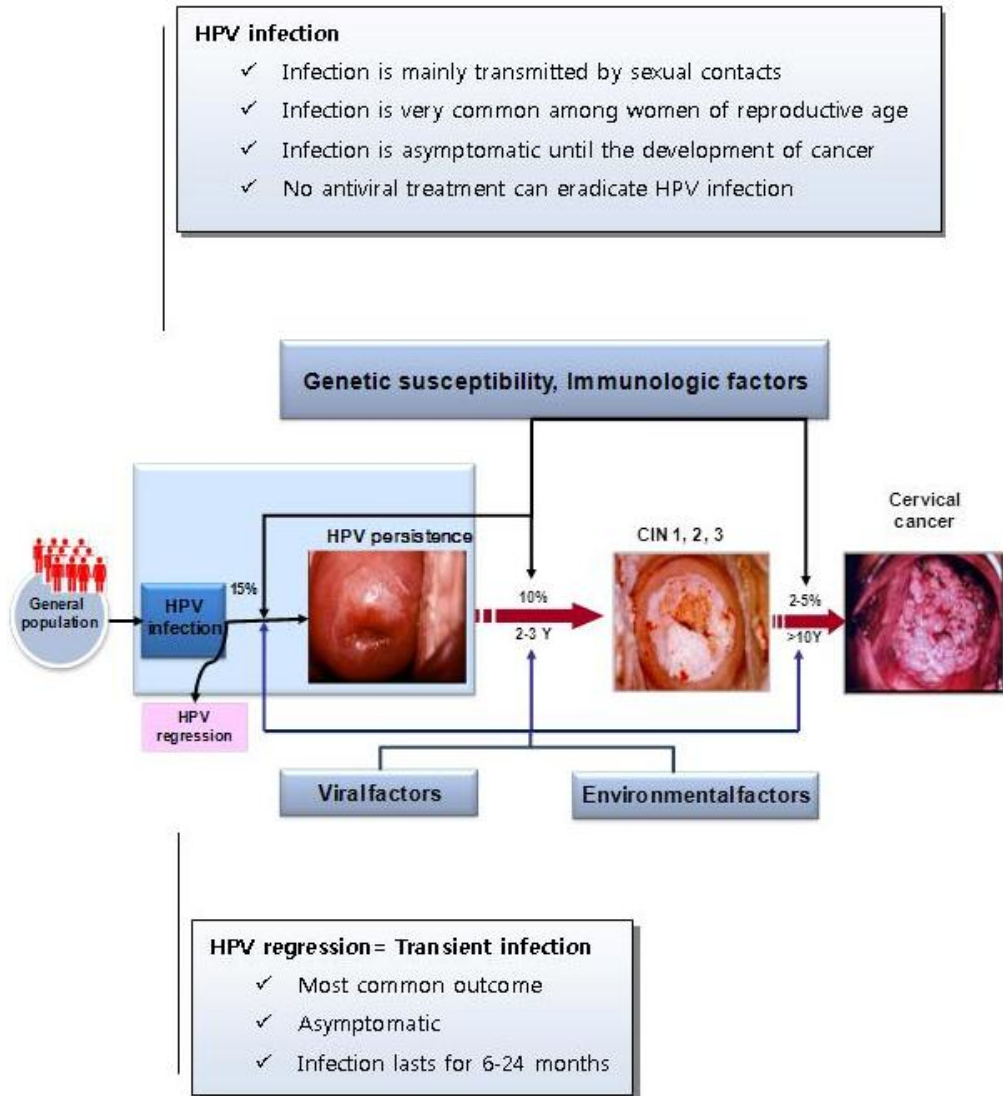 HPV infection
✓ Infection is mainly transmitted by sexual contacts
✓ Infection is very common among women of reproductive age
✓ Infection is asymptomatic until the development of cancer
✓ No antiviral treatment can eradicate HPV infection
Genetic susceptibility, Immunologic factors
General
population
HPV
infection
15%
HPV
regression
HPV persistence
10%
2-3 Y
CIN 1, 2, 3
2-5%
>10Y
Cervical
cancer
Viral factors
Environmental factors
HPV regression= Transient infection
✓ Most common outcome
✓ Asymptomatic
✓ Infection lasts for 6-24 months